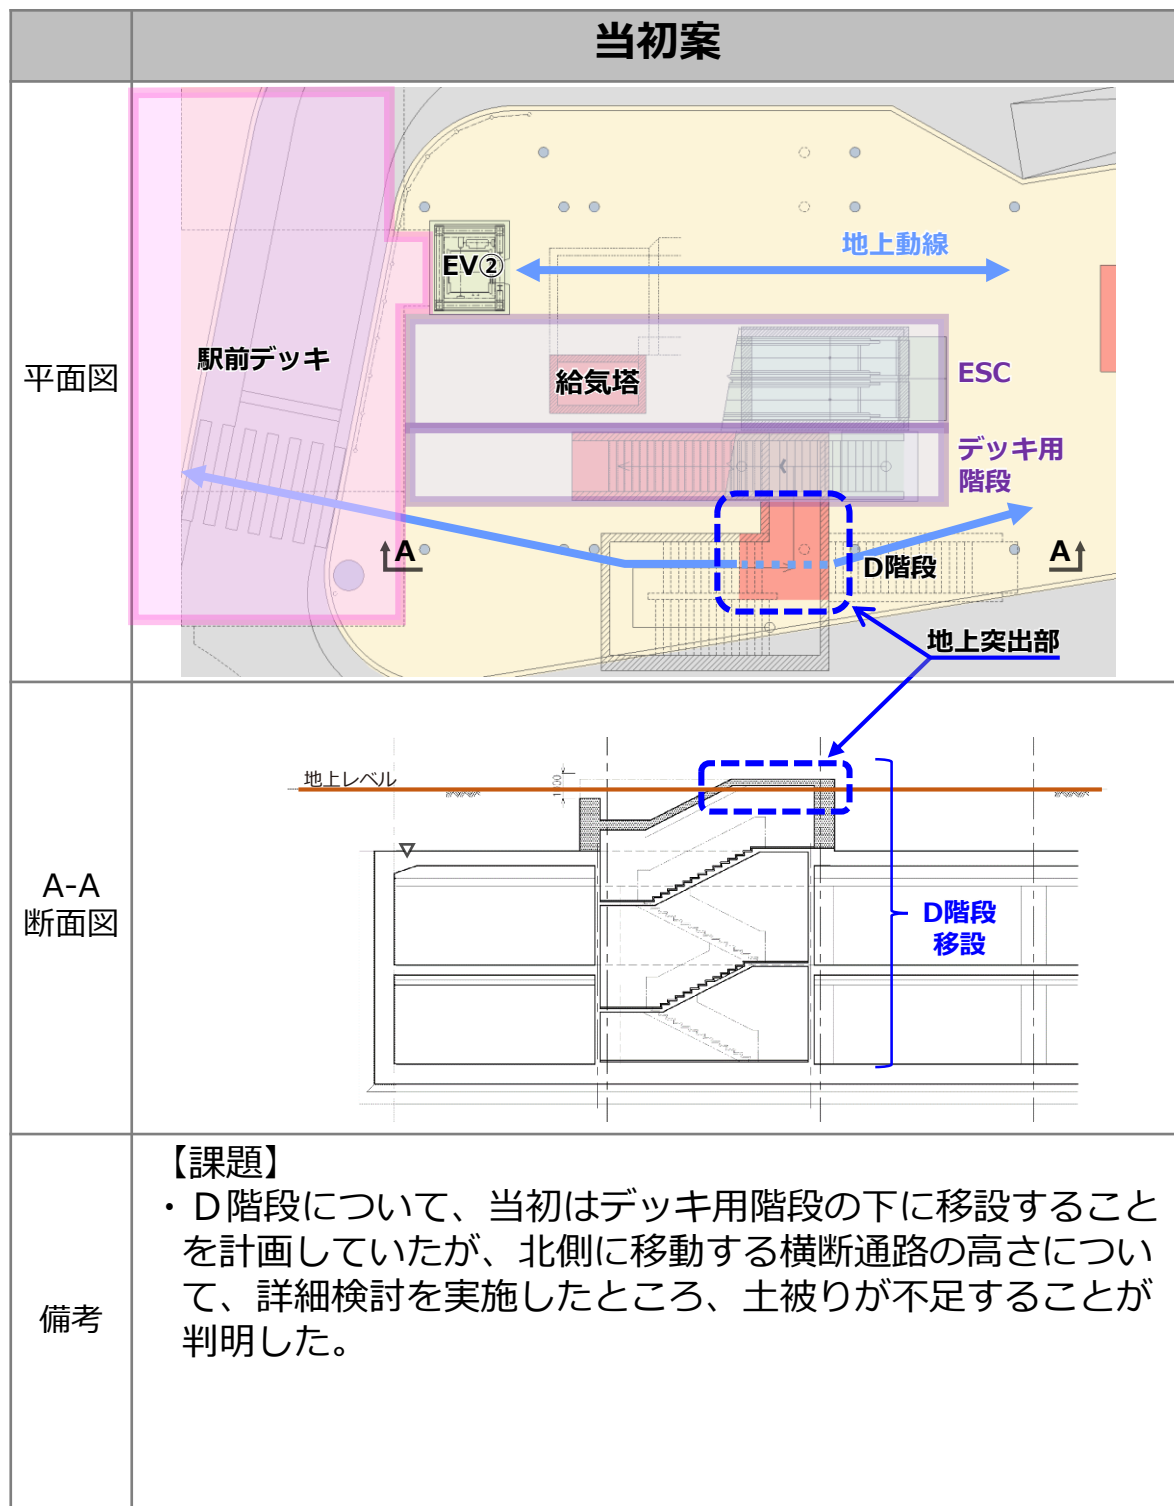 当初案
平面図
地上動線
EV②
駅前デッキ
給気塔
ESC
デッキ用
階段
A
A
D階段
地上突出部
地上レベル
A-A
断面図
D階段
移設
備考
【課題】
・Ｄ階段について、当初はデッキ用階段の下に移設すること
を計画していたが、北側に移動する横断通路の高さについ
て、詳細検討を実施したところ、土被りが不足することが
判明した。